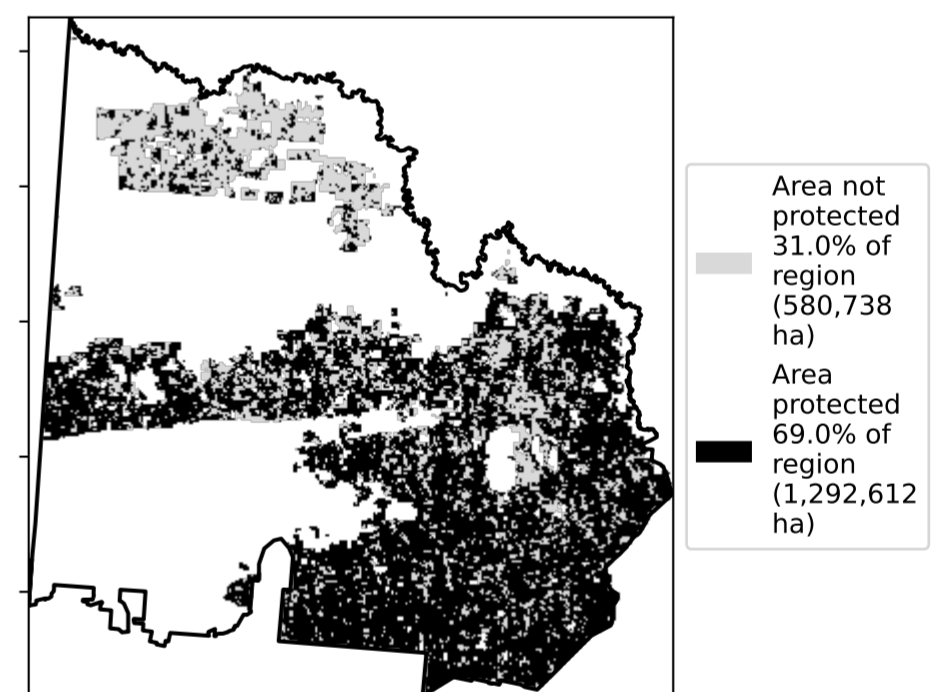 Area not
protected
31.0% of
region
(580,738
ha)
Area
protected
69.0% of
region
(1,292,612
ha)